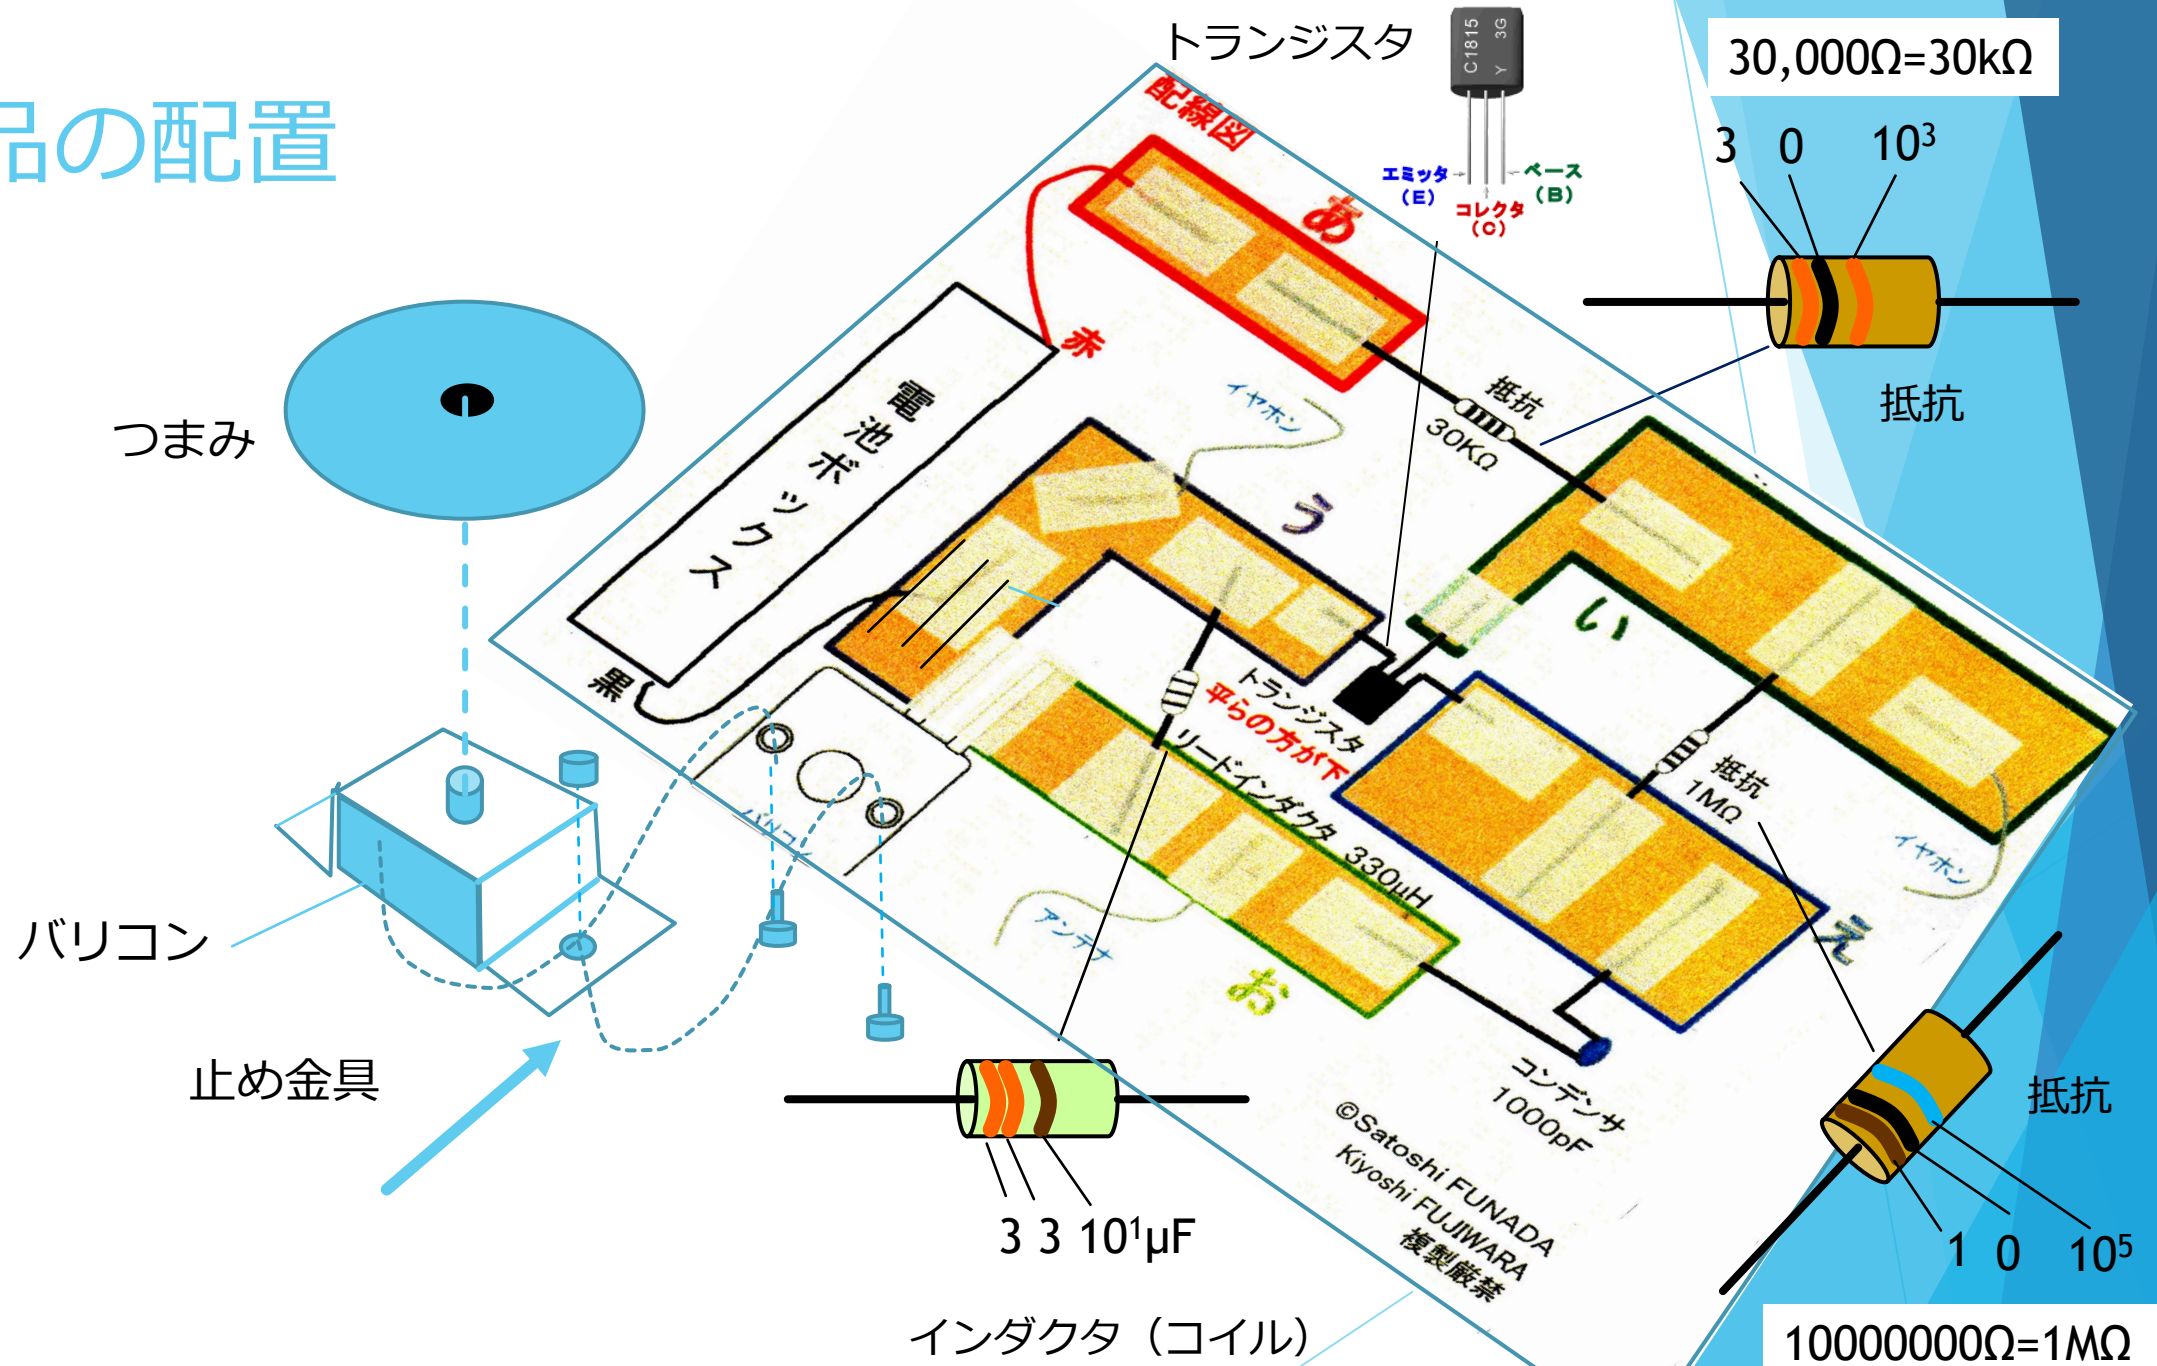 品の配置
トランジスタ
C1815
Y 3G
エミッタ
(E)
コレクタ
(C)
ベース
(B)
30,000Ω=30kΩ
3 0 10³
抵抗
つまみ
バリコン
止め金具
配線図
あ
赤
電池ボックス
黒
イヤホン
抵抗
30KΩ
う
い
トランジスタ
平らの方が下
リードインダクタ 330μH
抵抗
1MΩ
イヤホン
バリコン
アンテナ
お
え
コンデンサ
1000pF
©Satoshi FUNADA
Kiyoshi FUJIWARA
複製厳禁
3 3 10¹μF
インダクタ（コイル）
抵抗
1 0 10⁵
10000000Ω=1MΩ